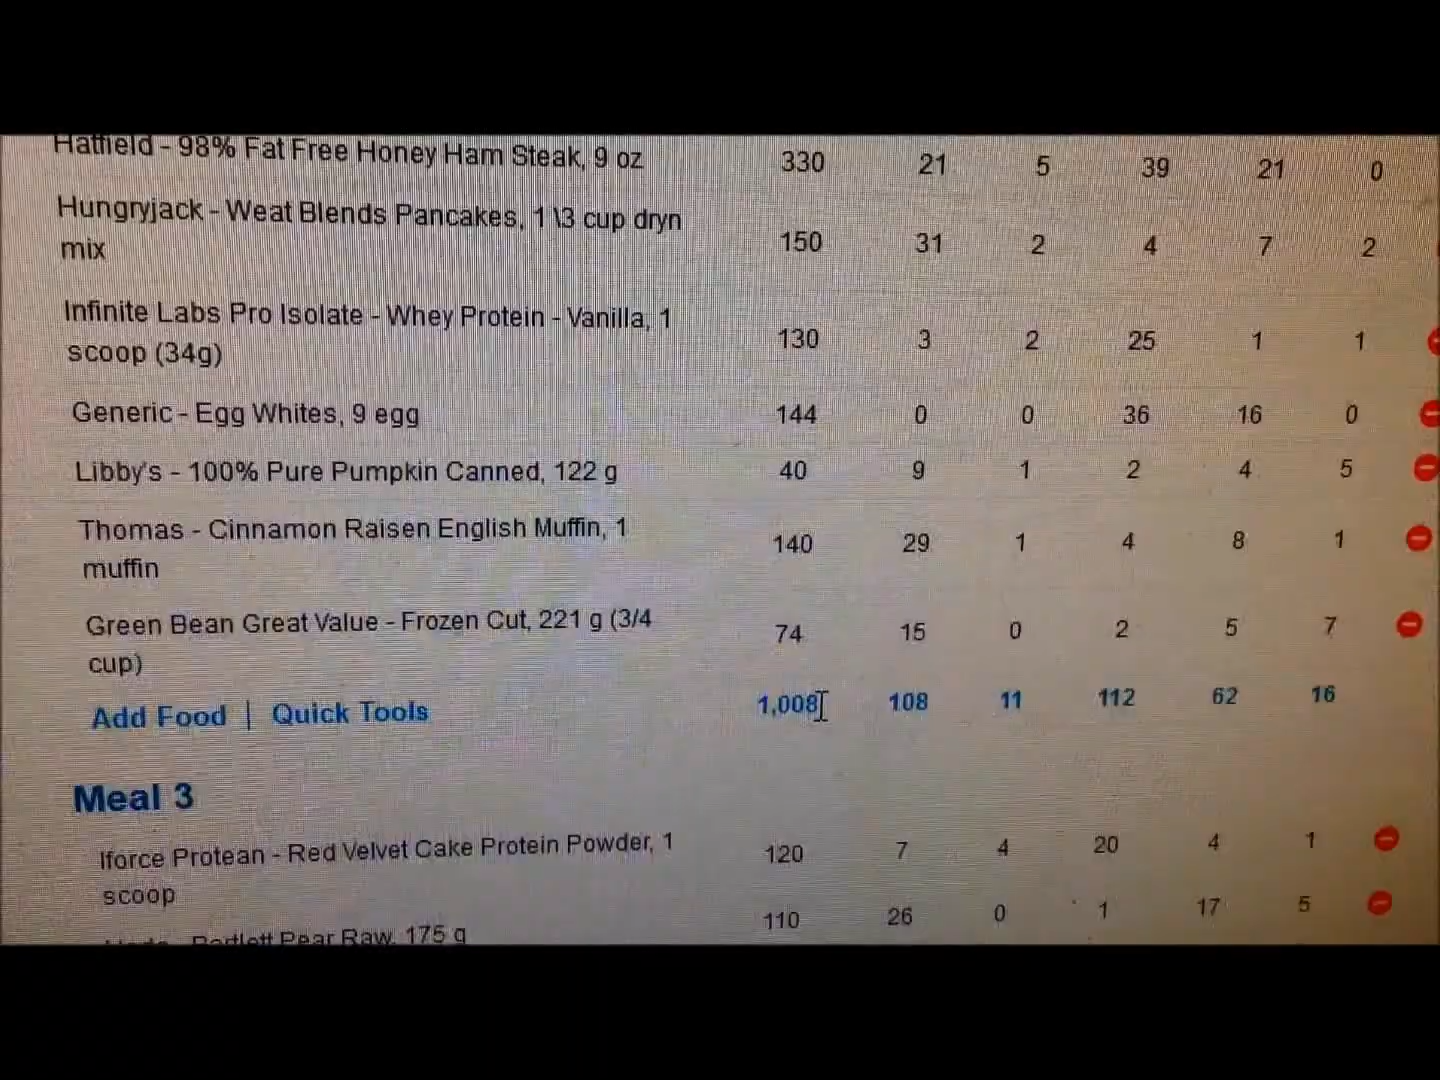 Hatfield - 98% Fat Free Honey Ham Steak, 9 oz 330 21 5 39 21 0
Hungryjack - Weat Blends Pancakes, 1 \3 cup dryn
mix 150 31 2 4 7 2
Infinite Labs Pro Isolate - Whey Protein - Vanilla, 1
scoop (34g) 130 3 2 25 1 1
Generic - Egg Whites, 9 egg 144 0 0 36 16 0
Libby's - 100% Pure Pumpkin Canned, 122 g 40 9 1 2 4 5
Thomas - Cinnamon Raisen English Muffin, 1
muffin 140 29 1 4 8 1
Green Bean Great Value - Frozen Cut, 221 g (3/4
cup) 74 15 0 2 5 7
Add Food | Quick Tools 1,008 108 11 112 62 16
Meal 3
Iforce Protean - Red Velvet Cake Protein Powder, 1
scoop 120 7 4 20 4 1
- Bartlett Pear Raw, 175 g 110 26 0 1 17 5